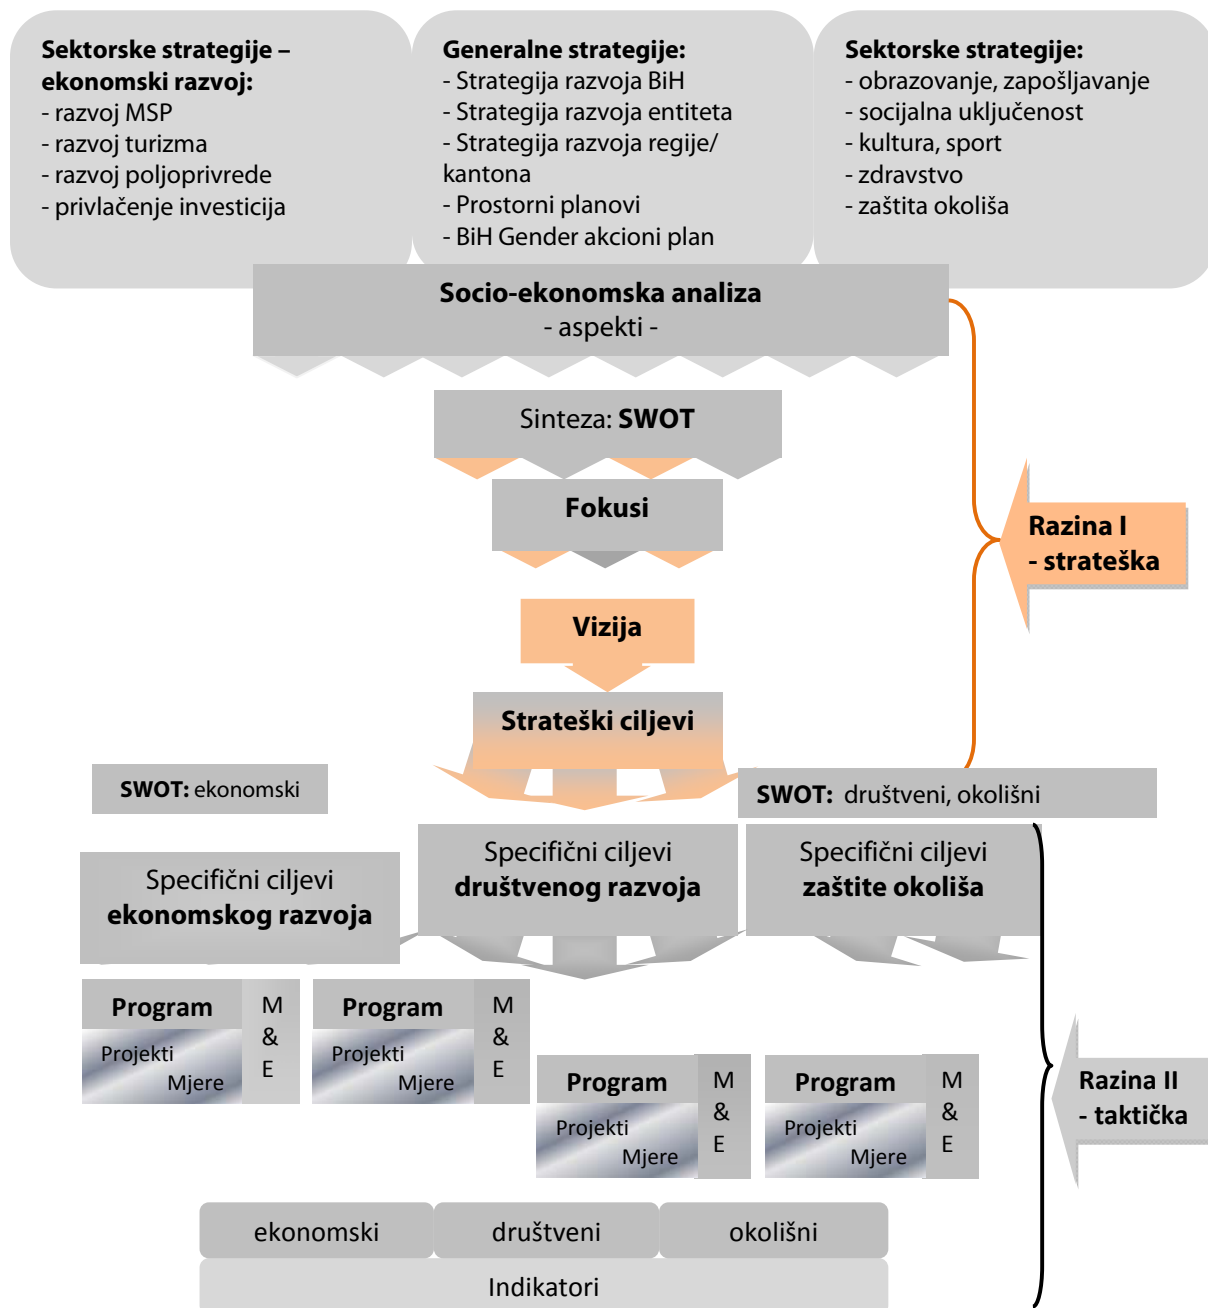 Sektorske strategije –
ekonomski razvoj:
- razvoj MSP
- razvoj turizma
- razvoj poljoprivrede
- privlačenje investicija
Generalne strategije:
- Strategija razvoja BiH
- Strategija razvoja entiteta
- Strategija razvoja regije/
kantona
- Prostorni planovi
- BiH Gender akcioni plan
Sektorske strategije:
- obrazovanje, zapošljavanje
- socijalna uključenost
- kultura, sport
- zdravstvo
- zaštita okoliša
Socio-ekonomska analiza
- aspekti -
Sinteza: SWOT
Fokusi
Razina I
- strateška
Vizija
Strateški ciljevi
SWOT: ekonomski
SWOT: društveni, okolišni
Specifični ciljevi
ekonomskog razvoja
Specifični ciljevi
društvenog razvoja
Specifični ciljevi
zaštite okoliša
Program
Projekti
Mjere
M
&
E
Program
Projekti
Mjere
M
&
E
Program
Projekti
Mjere
M
&
E
Program
Projekti
Mjere
M
&
E
Razina II
- taktička
ekonomski
društveni
okolišni
Indikatori